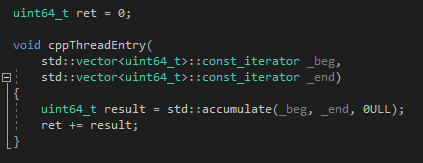 uint64_t ret = 0;
void cppThreadEntry(
std::vector<uint64_t>::const_iterator _beg,
std::vector<uint64_t>::const_iterator _end)
{
uint64_t result = std::accumulate(_beg, _end, 0ULL);
ret += result;
}